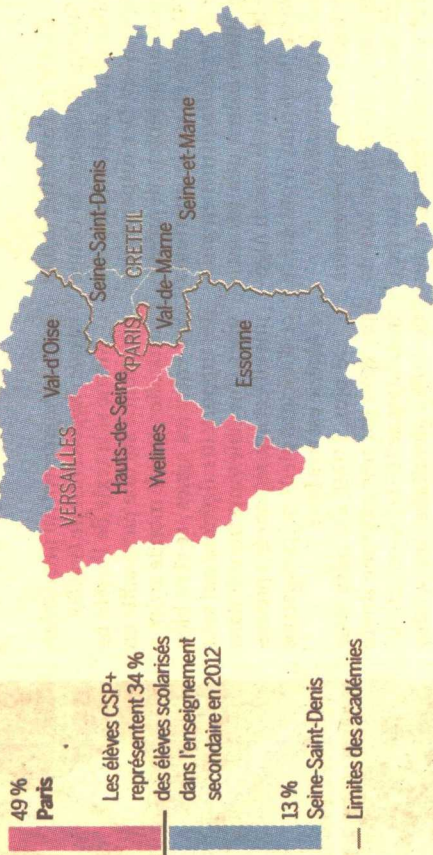 49 %
Paris
Les élèves CSP+
représentent 34 %
des élèves scolarisés
dans l'enseignement
secondaire en 2012
13 %
Seine-Saint-Denis
Limites des académies
Val-d'Oise
VERSAILLES
Seine-Saint-Denis
Hauts-de-Seine
PARIS
CRÉTEIL
Yvelines
Val-de-Marne
Seine-et-Marne
Essonne